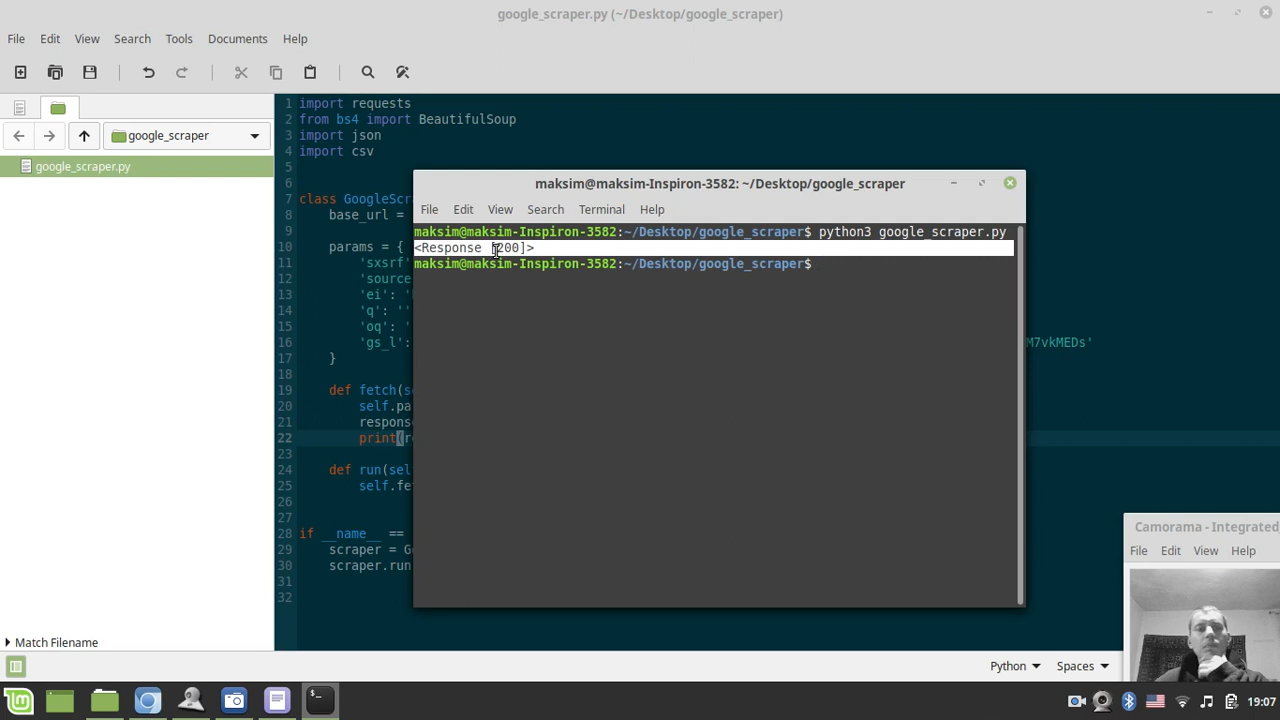 google_scraper.py (~/Desktop/google_scraper)
File Edit View Search Tools Documents Help
google_scraper
google_scraper.py
Match Filename
1 import requests
2 from bs4 import BeautifulSoup
3 import json
4 import csv
5
6
7 class GoogleScr
8 base_url =
9
10 params = {
11 'sxsrf'
12 'source
13 'ei': '
14 'q': ''
15 'oq': '
16 'gs_l': M7vkMEDs'
17 }
18
19 def fetch(s
20 self.pa
21 response
22 print(r
23
24 def run(sel
25 self.fe
26
27
28 if __name__ ==
29 scraper = G
30 scraper.run
31
32
maksim@maksim-Inspiron-3582: ~/Desktop/google_scraper
File Edit View Search Terminal Help
maksim@maksim-Inspiron-3582:~/Desktop/google_scraper$ python3 google_scraper.py
<Response [200]>
maksim@maksim-Inspiron-3582:~/Desktop/google_scraper$
Camorama - Integrated
File Edit View Help
Python Spaces
19:07